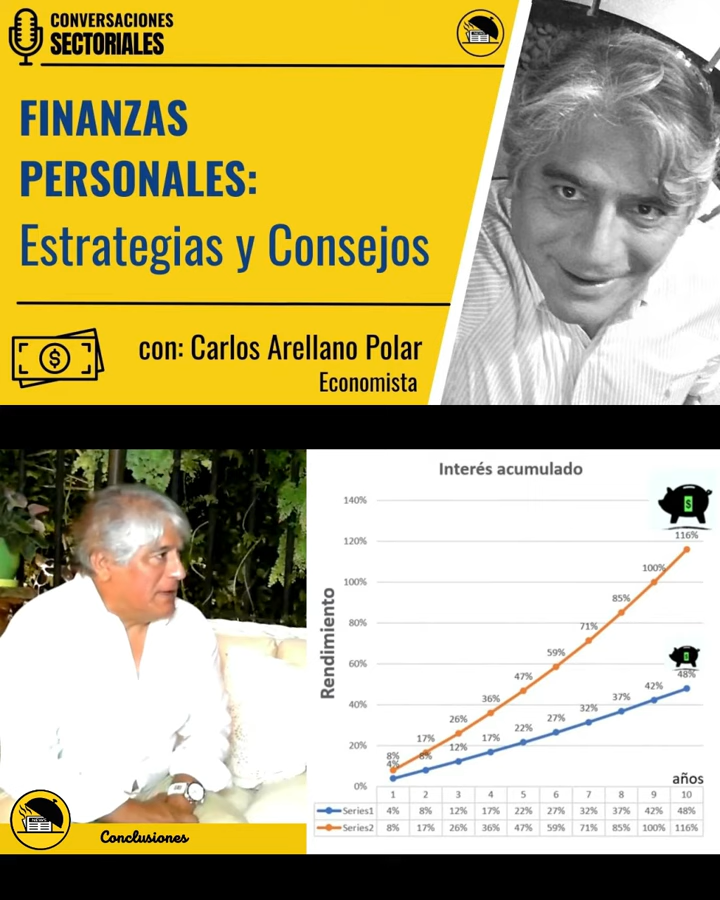 CONVERSACIONES
SECTORIALES
NEWS
FINANZAS
PERSONALES:
Estrategias y Consejos
$
con: Carlos Arellano Polar
Economista
Interés acumulado
$
140%
120%
100%
80%
60%
40%
20%
0%
Rendimiento
116%
100%
85%
71%
59%
47%
36%
26%
17%
8%
48%
42%
37%
32%
27%
22%
17%
12%
8%
4%
años
1 2 3 4 5 6 7 8 9 10
Series1 4% 8% 12% 17% 22% 27% 32% 37% 42% 48%
Series2 8% 17% 26% 36% 47% 59% 71% 85% 100% 116%
NEWS
Conclusiones